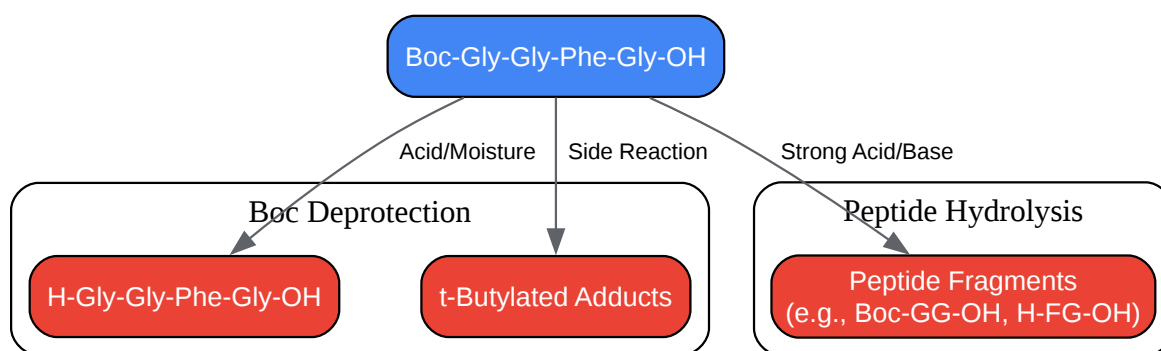 Boc-Gly-Gly-Phe-Gly-OH
Acid/Moisture
Side Reaction
Strong Acid/Base
Boc Deprotection
Peptide Hydrolysis
H-Gly-Gly-Phe-Gly-OH
t-Butylated Adducts
Peptide Fragments
(e.g., Boc-GG-OH, H-FG-OH)